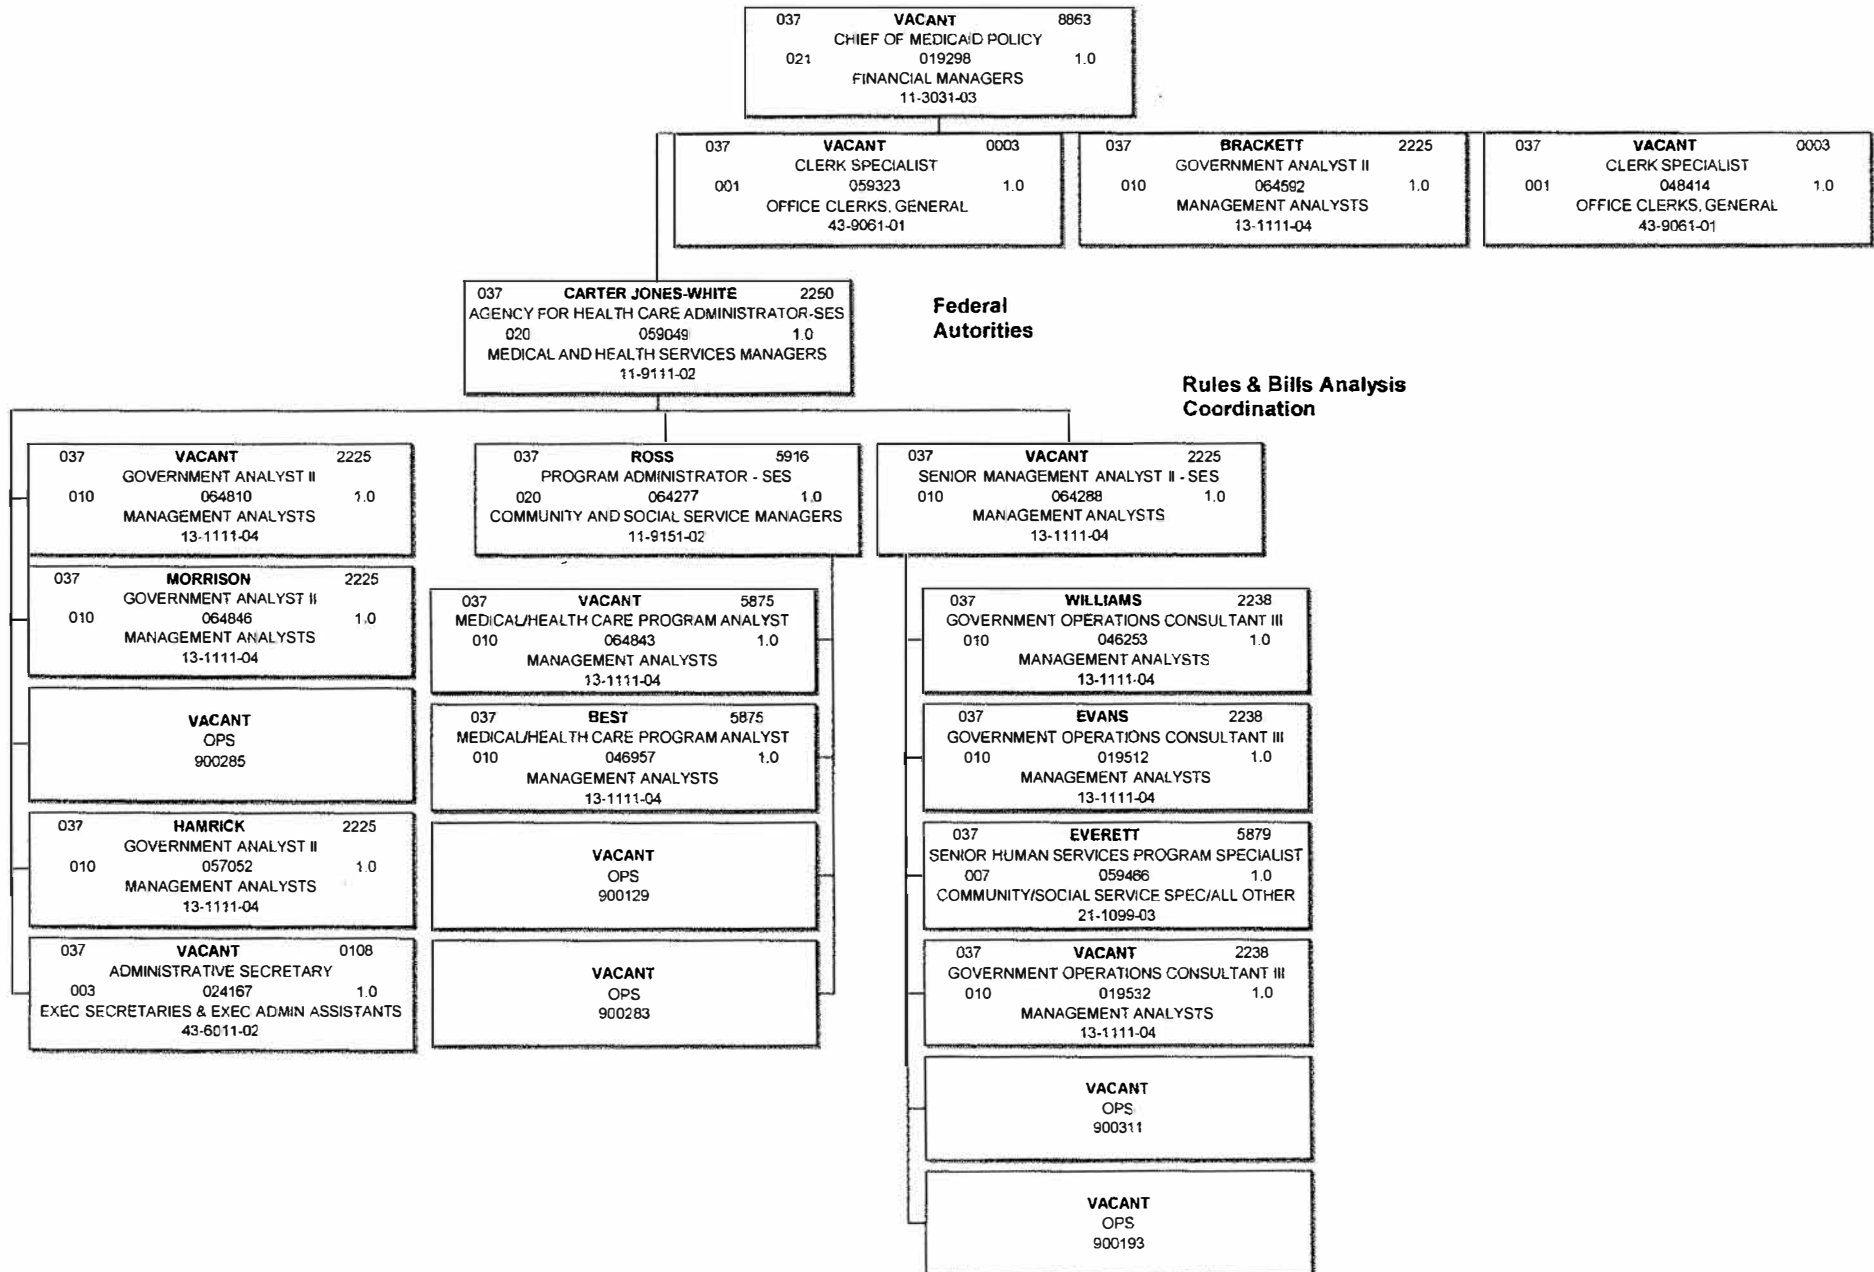 037 VACANT 8863
CHIEF OF MEDICAID POLICY
021 019298 1.0
FINANCIAL MANAGERS
11-3031-03
037 VACANT 0003
CLERK SPECIALIST
001 059323 1.0
OFFICE CLERKS, GENERAL
43-9061-01
037 BRACKETT 2225
GOVERNMENT ANALYST II
010 064592 1.0
MANAGEMENT ANALYSTS
13-1111-04
037 VACANT 0003
CLERK SPECIALIST
001 048414 1.0
OFFICE CLERKS, GENERAL
43-9061-01
037 CARTER JONES-WHITE 2250
AGENCY FOR HEALTH CARE ADMINISTRATOR-SES
020 059049 1.0
MEDICAL AND HEALTH SERVICES MANAGERS
11-9111-02
Federal
Autorities
Rules & Bills Analysis
Coordination
037 VACANT 2225
GOVERNMENT ANALYST II
010 064810 1.0
MANAGEMENT ANALYSTS
13-1111-04
037 MORRISON 2225
GOVERNMENT ANALYST II
010 064846 1.0
MANAGEMENT ANALYSTS
13-1111-04
VACANT
OPS
900285
037 HAMRICK 2225
GOVERNMENT ANALYST II
010 057052 1.0
MANAGEMENT ANALYSTS
13-1111-04
037 VACANT 0108
ADMINISTRATIVE SECRETARY
003 024167 1.0
EXEC SECRETARIES & EXEC ADMIN ASSISTANTS
43-6011-02
037 ROSS 5916
PROGRAM ADMINISTRATOR - SES
020 064277 1.0
COMMUNITY AND SOCIAL SERVICE MANAGERS
11-9151-02
037 VACANT 5875
MEDICAL/HEALTH CARE PROGRAM ANALYST
010 064843 1.0
MANAGEMENT ANALYSTS
13-1111-04
037 BEST 5875
MEDICAL/HEALTH CARE PROGRAM ANALYST
010 046957 1.0
MANAGEMENT ANALYSTS
13-1111-04
VACANT
OPS
900129
VACANT
OPS
900283
037 VACANT 2225
SENIOR MANAGEMENT ANALYST II - SES
010 064288 1.0
MANAGEMENT ANALYSTS
13-1111-04
037 WILLIAMS 2238
GOVERNMENT OPERATIONS CONSULTANT III
010 046253 1.0
MANAGEMENT ANALYSTS
13-1111-04
037 EVANS 2238
GOVERNMENT OPERATIONS CONSULTANT III
010 019512 1.0
MANAGEMENT ANALYSTS
13-1111-04
037 EVERETT 5879
SENIOR HUMAN SERVICES PROGRAM SPECIALIST
007 059466 1.0
COMMUNITY/SOCIAL SERVICE SPEC/ALL OTHER
21-1099-03
037 VACANT 2238
GOVERNMENT OPERATIONS CONSULTANT III
010 019532 1.0
MANAGEMENT ANALYSTS
13-1111-04
VACANT
OPS
900311
VACANT
OPS
900193